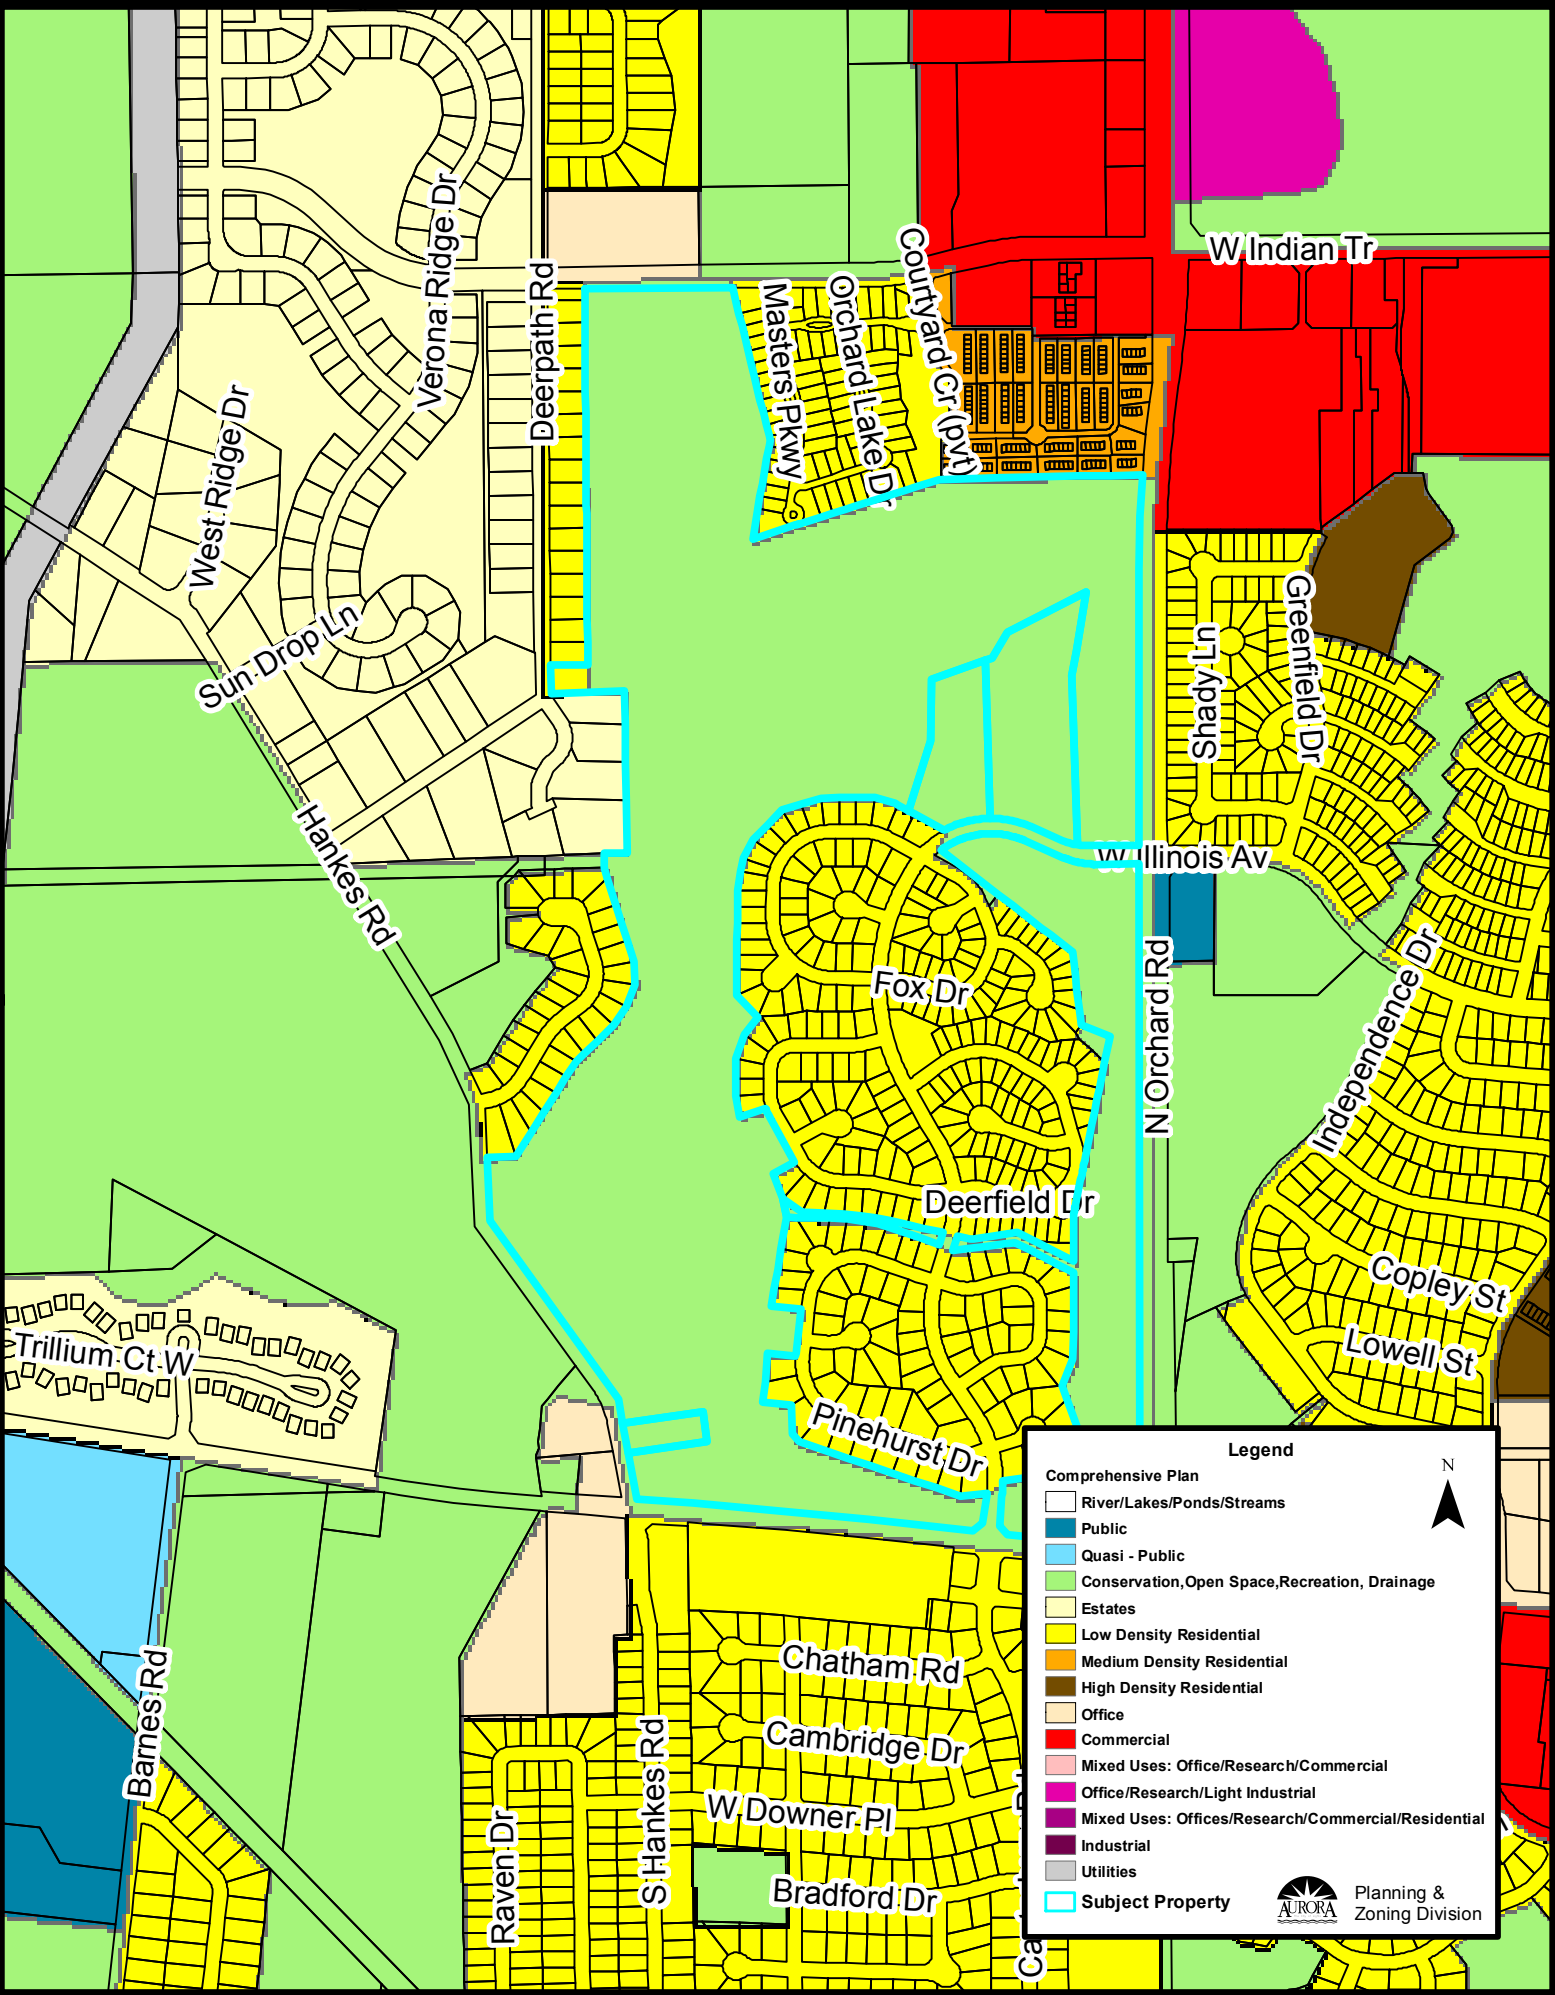 W Indian Tr
Verona Ridge Dr
Deerpath Rd
Masters Pkwy
Orchard Lake Dr
Courtyard Cr (pvt)
West Ridge Dr
Sun Drop Ln
Shady Ln
Greenfield Dr
Hankes Rd
W Illinois Av
Fox Dr
N Orchard Rd
Independence Dr
Deerfield Dr
Copley St
Lowell St
Trillium Ct W
Pinehurst Dr
Barnes Rd
Chatham Rd
Cambridge Dr
W Downer Pl
Raven Dr
S Hankes Rd
Bradford Dr
Ca
Legend
N
Comprehensive Plan
River/Lakes/Ponds/Streams
Public
Quasi - Public
Conservation,Open Space,Recreation, Drainage
Estates
Low Density Residential
Medium Density Residential
High Density Residential
Office
Commercial
Mixed Uses: Office/Research/Commercial
Office/Research/Light Industrial
Mixed Uses: Offices/Research/Commercial/Residential
Industrial
Utilities
Subject Property
AURORA
Planning &
Zoning Division